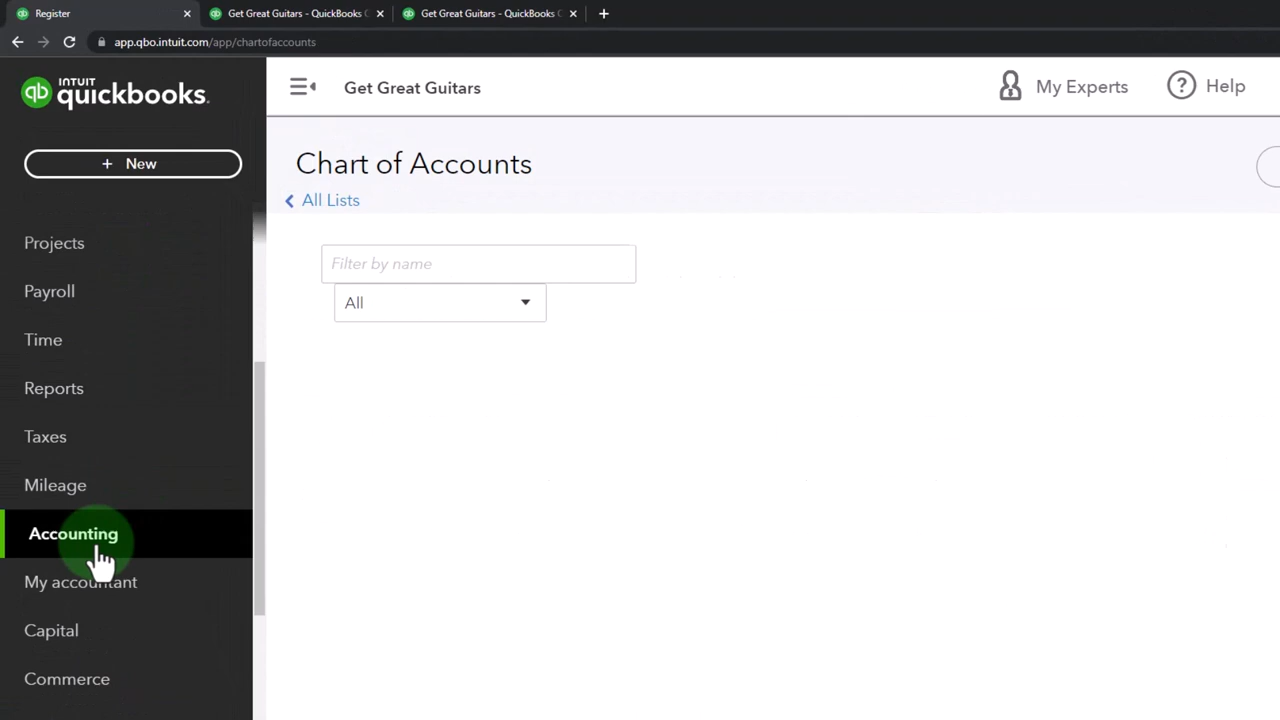 Register
Get Great Guitars - QuickBooks
Get Great Guitars - QuickBooks
app.qbo.intuit.com/app/chartofaccounts
INTUIT
quickbooks.
qb
Get Great Guitars
My Experts
Help
+ New
Chart of Accounts
All Lists
Projects
Filter by name
Payroll
All
Time
Reports
Taxes
Mileage
Accounting
My accountant
Capital
Commerce